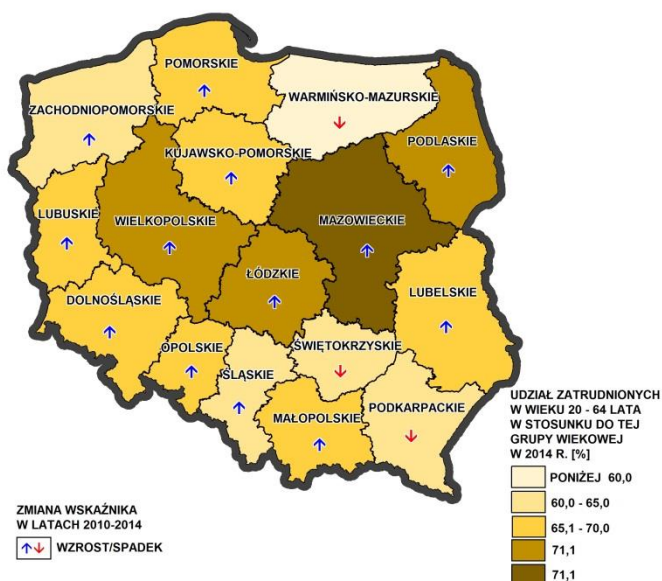 POMORSKIE
WARMIŃSKO-MAZURSKIE
ZACHODNIOPOMORSKIE
PODLASKIE
KUJAWSKO-POMORSKIE
LUBUSKIE
WIELKOPOLSKIE
MAZOWIECKIE
ŁÓDZKIE
LUBELSKIE
DOLNOŚLĄSKIE
OPOLSKIE
ŚLĄSKIE
ŚWIĘTOKRZYSKIE
MAŁOPOLSKIE
PODKARPACKIE
UDZIAŁ ZATRUDNIONYCH
W WIEKU 20 - 64 LATA
W STOSUNKU DO TEJ
GRUPY WIEKOWEJ
W 2014 R. [%]
PONIŻEJ 60,0
60,0 - 65,0
65,1 - 70,0
71,1
71,1
ZMIANA WSKAŹNIKA
W LATACH 2010-2014
WZROST/SPADEK